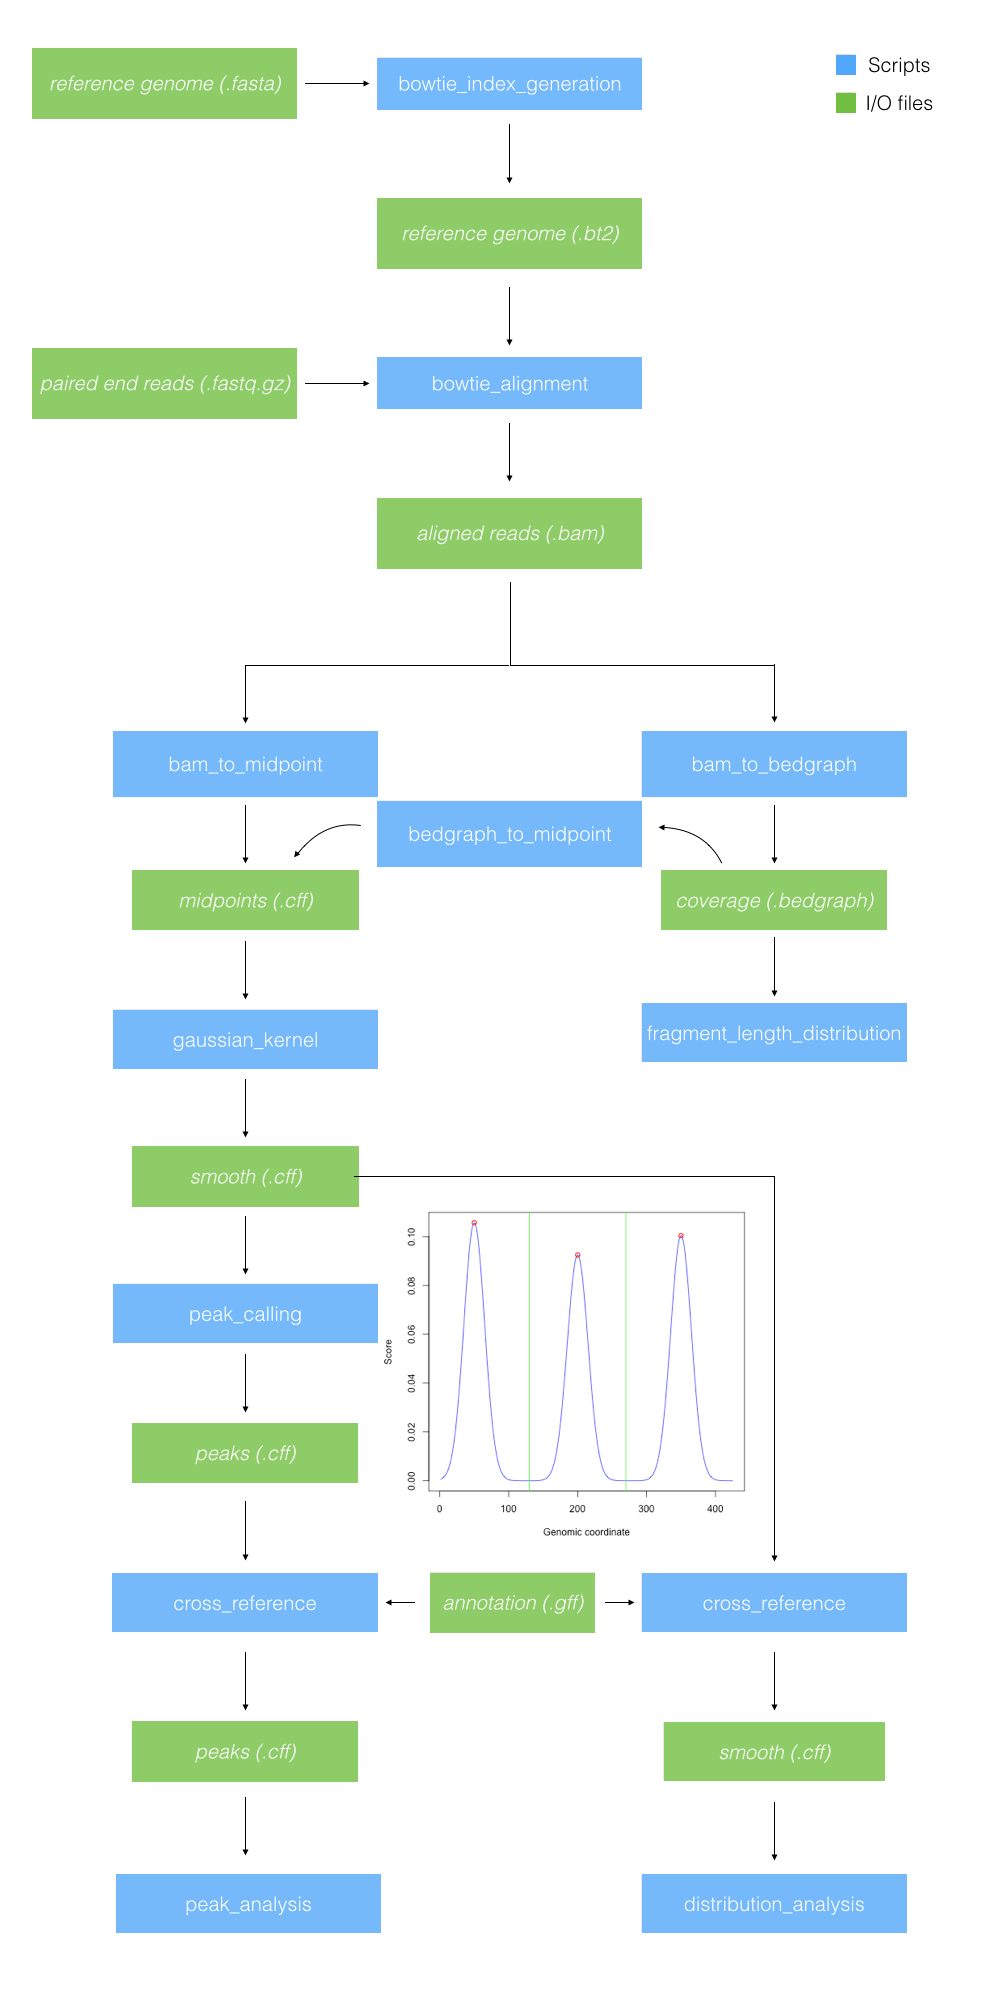 reference genome (.fasta)
bowtie_index_generation
Scripts
I/O files
reference genome (.bt2)
paired end reads (.fastq.gz)
bowtie_alignment
aligned reads (.bam)
bam_to_midpoint
bam_to_bedgraph
bedgraph_to_midpoint
midpoints (.cff)
coverage (.bedgraph)
gaussian_kernel
fragment_length_distribution
smooth (.cff)
peak_calling
peaks (.cff)
Score
0.10
0.08
0.06
0.04
0.02
0.00
0 100 200 300 400
Genomic coordinate
cross_reference
annotation (.gff)
cross_reference
peaks (.cff)
smooth (.cff)
peak_analysis
distribution_analysis